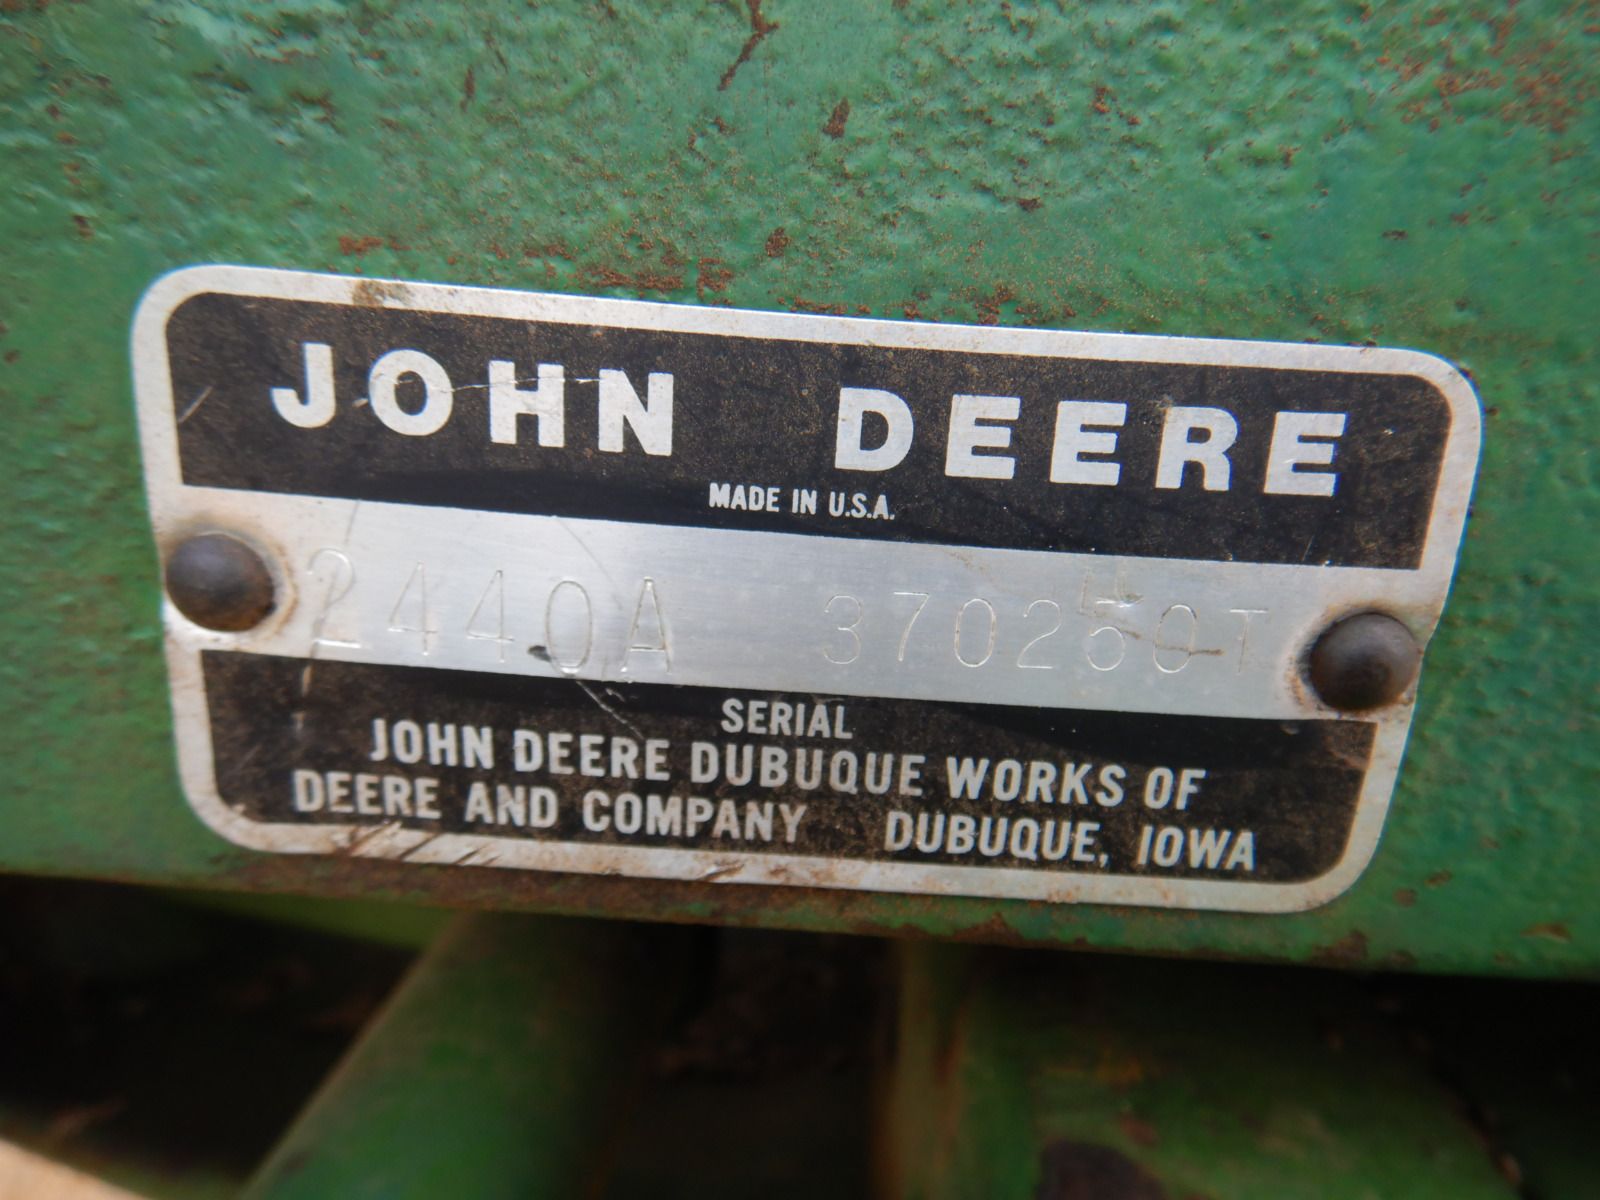 JOHN DEERE
MADE IN U.S.A.
2440A 370250T
SERIAL
JOHN DEERE DUBUQUE WORKS OF
DEERE AND COMPANY DUBUQUE, IOWA